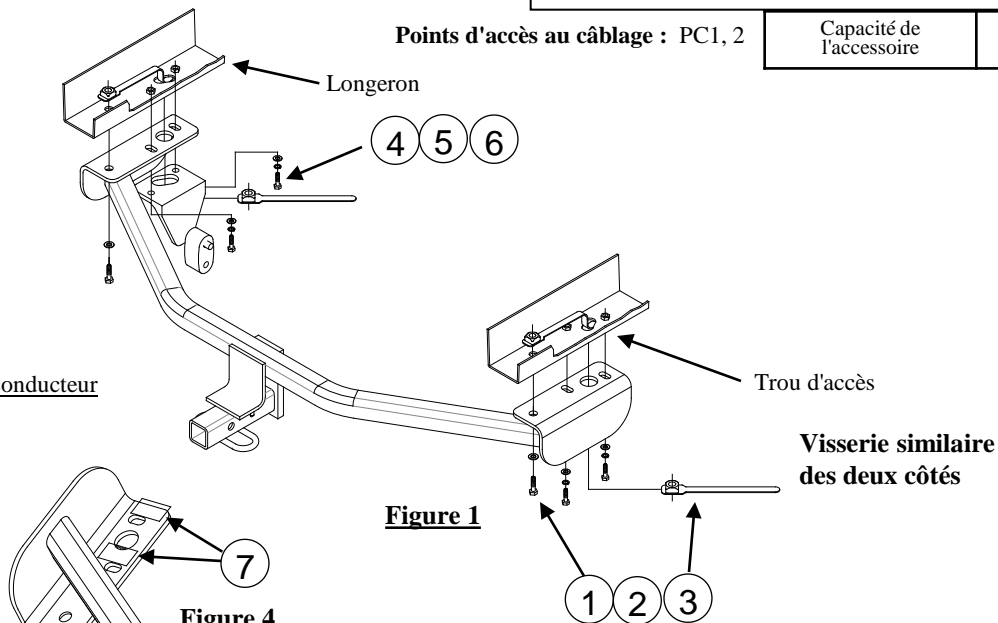 Points d'accès au câblage : PC1, 2
Capacité de
l'accessoire
Longeron
4 5 6
Trou d'accès
Visserie similaire
des deux côtés
Figure 1
7
1 2 3
Figure 4